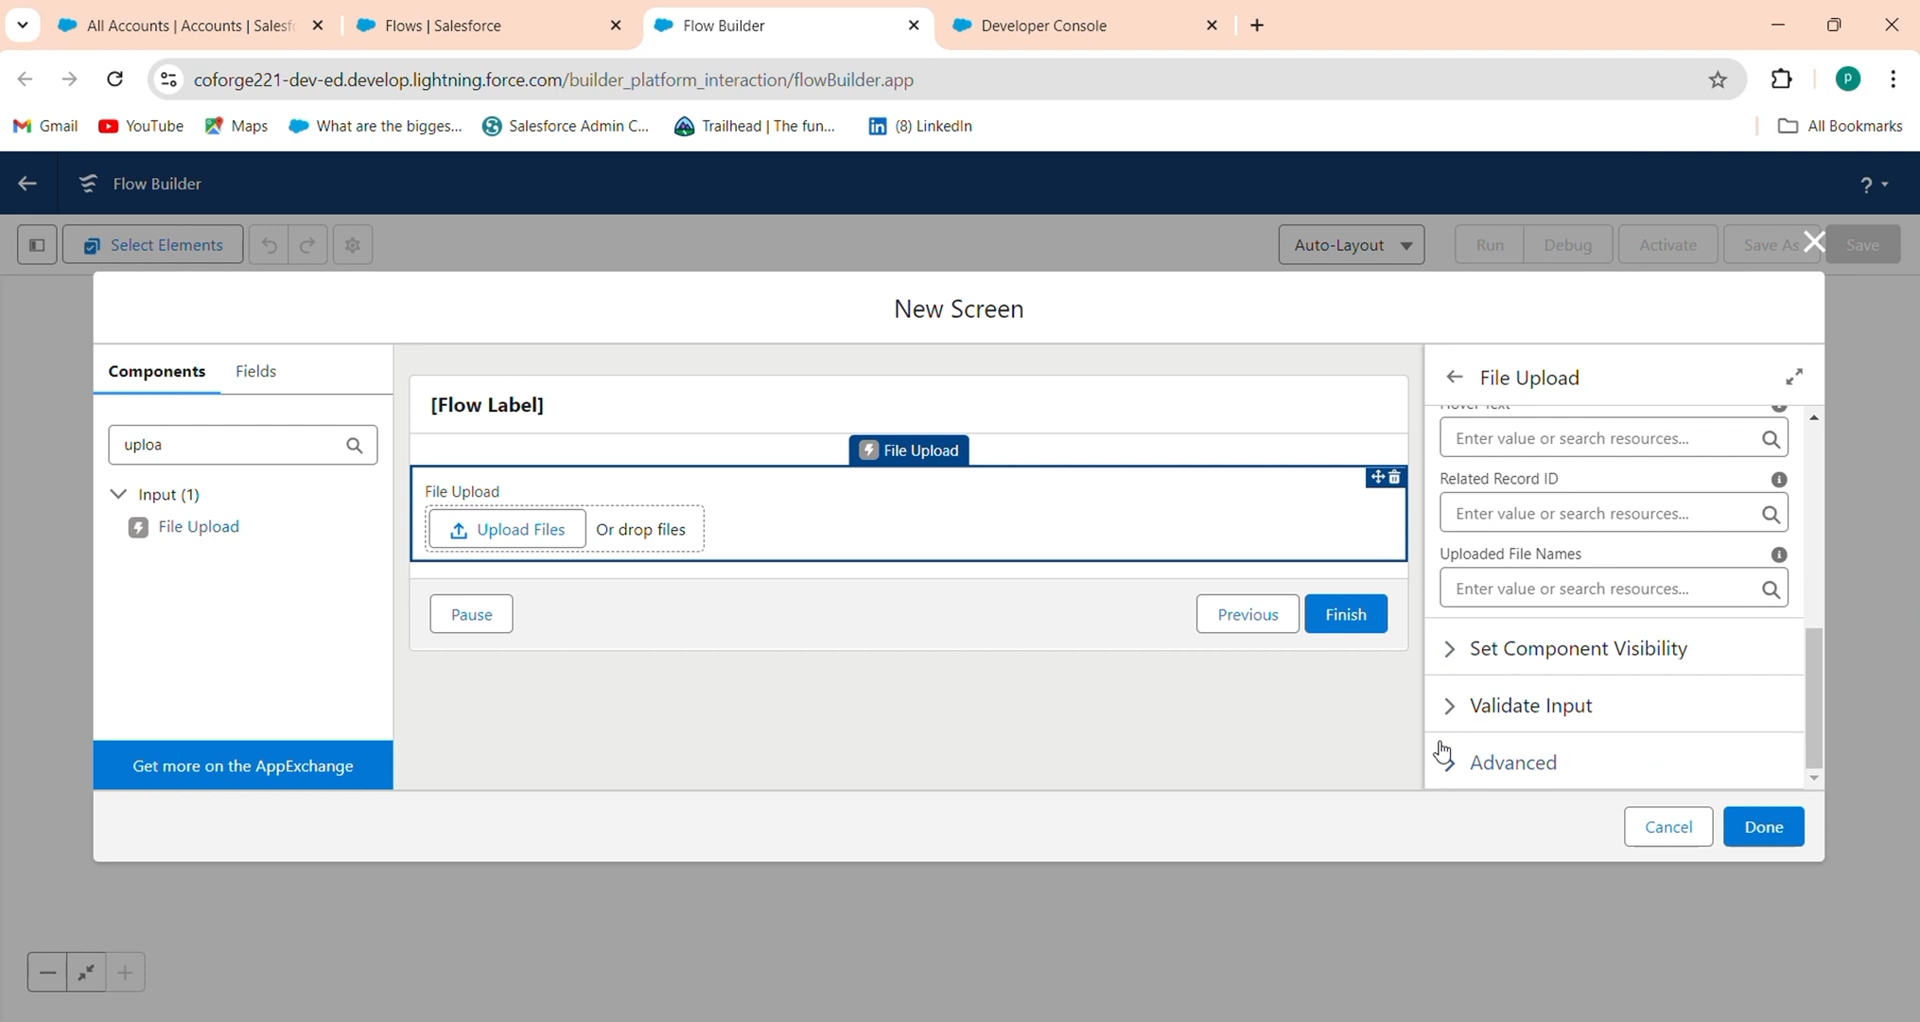 All Accounts | Accounts | Salesf
Flows | Salesforce
Flow Builder
Developer Console
coforge221-dev-ed.develop.lightning.force.com/builder_platform_interaction/flowBuilder.app
P
Gmail
YouTube
Maps
What are the bigges...
Salesforce Admin C...
Trailhead | The fun...
(8) LinkedIn
All Bookmarks
Flow Builder
?
Select Elements
Auto-Layout
Run
Debug
Activate
Save As
Save
New Screen
Components
Fields
uploa
Input (1)
File Upload
Get more on the AppExchange
[Flow Label]
File Upload
File Upload
Upload Files
Or drop files
Pause
Previous
Finish
File Upload
Hover Text
Enter value or search resources...
Related Record ID
Enter value or search resources...
Uploaded File Names
Enter value or search resources...
Set Component Visibility
Validate Input
Advanced
Cancel
Done